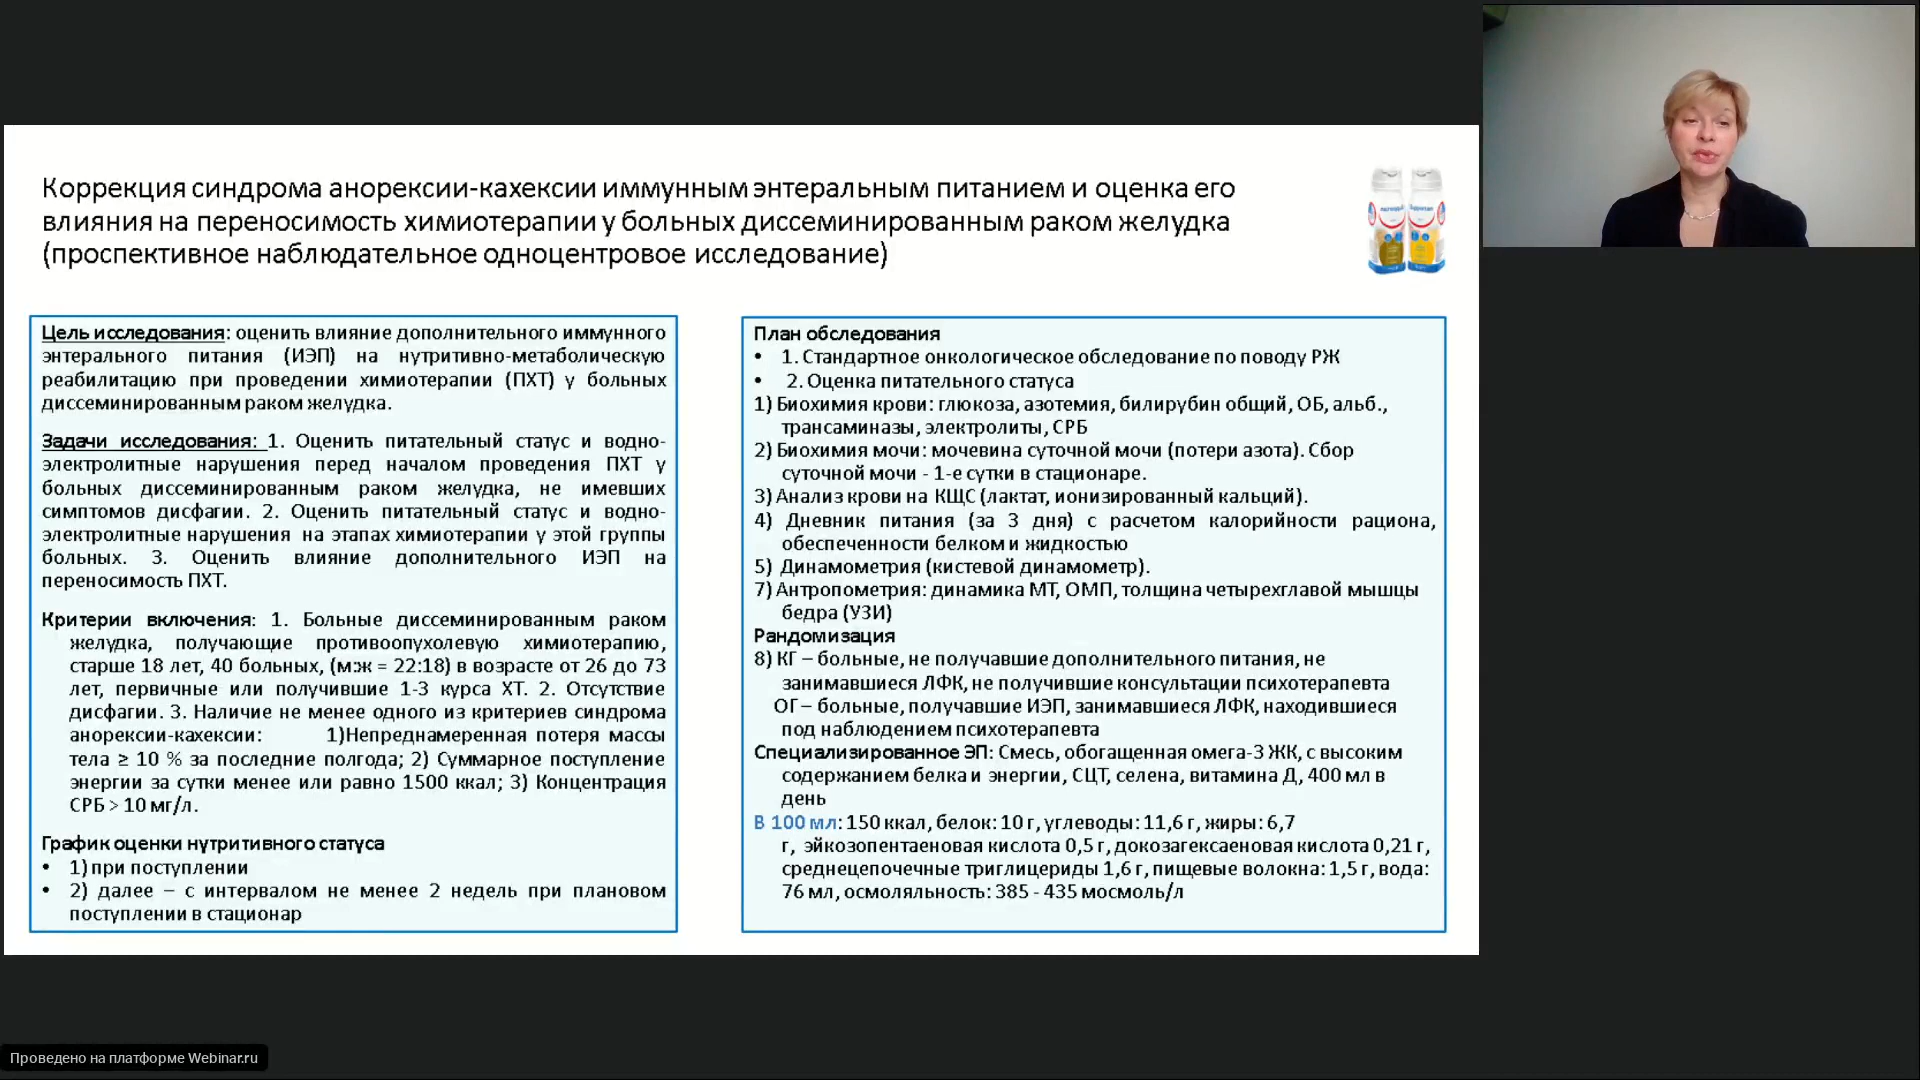 Коррекция синдрома анорексии-кахексии иммунным энтеральным питанием и оценка его
влияния на переносимость химиотерапии у больных диссеминированным раком желудка
(проспективное наблюдательное одноцентровое исследование)
Цель исследования: оценить влияние дополнительного иммунного
энтерального питания (ИЭП) на нутритивно-метаболическую
реабилитацию при проведении химиотерапии (ПХТ) у больных
диссеминированным раком желудка.
Задачи исследования: 1. Оценить питательный статус и водно-
электролитные нарушения перед началом проведения ПХТ у
больных диссеминированным раком желудка, не имевших
симптомов дисфагии. 2. Оценить питательный статус и водно-
электролитные нарушения на этапах химиотерапии у этой группы
больных. 3. Оценить влияние дополнительного ИЭП на
переносимость ПХТ.
Критерии включения: 1. Больные диссеминированным раком
желудка, получающие противоопухолевую химиотерапию,
старше 18 лет, 40 больных, (м:ж = 22:18) в возрасте от 26 до 73
лет, первичные или получившие 1-3 курса ХТ. 2. Отсутствие
дисфагии. 3. Наличие не менее одного из критериев синдрома
анорексии-кахексии: 1)Непреднамеренная потеря массы
тела ≥ 10 % за последние полгода; 2) Суммарное поступление
энергии за сутки менее или равно 1500 ккал; 3) Концентрация
СРБ > 10 мг/л.
График оценки нутритивного статуса
• 1) при поступлении
• 2) далее – с интервалом не менее 2 недель при плановом
поступлении в стационар
План обследования
• 1. Стандартное онкологическое обследование по поводу РЖ
• 2. Оценка питательного статуса
1) Биохимия крови: глюкоза, азотемия, билирубин общий, ОБ, альб.,
трансаминазы, электролиты, СРБ
2) Биохимия мочи: мочевина суточной мочи (потери азота). Сбор
суточной мочи - 1-е сутки в стационаре.
3) Анализ крови на КЩС (лактат, ионизированный кальций).
4) Дневник питания (за 3 дня) с расчетом калорийности рациона,
обеспеченности белком и жидкостью
5) Динамометрия (кистевой динамометр).
7) Антропометрия: динамика МТ, ОМП, толщина четырехглавой мышцы
бедра (УЗИ)
Рандомизация
8) КГ – больные, не получавшие дополнительного питания, не
занимавшиеся ЛФК, не получившие консультации психотерапевта
ОГ – больные, получавшие ИЭП, занимавшиеся ЛФК, находившиеся
под наблюдением психотерапевта
Специализированное ЭП: Смесь, обогащенная омега-3 ЖК, с высоким
содержанием белка и энергии, СЦТ, селена, витамина Д, 400 мл в
день
В 100 мл: 150 ккал, белок: 10 г, углеводы: 11,6 г, жиры: 6,7
г, эйкозопентаеновая кислота 0,5 г, докозагексаеновая кислота 0,21 г,
среднецепочечные триглицериды 1,6 г, пищевые волокна: 1,5 г, вода:
76 мл, осмоляльность: 385 - 435 мосмоль/л
Проведено на платформе Webinar.ru